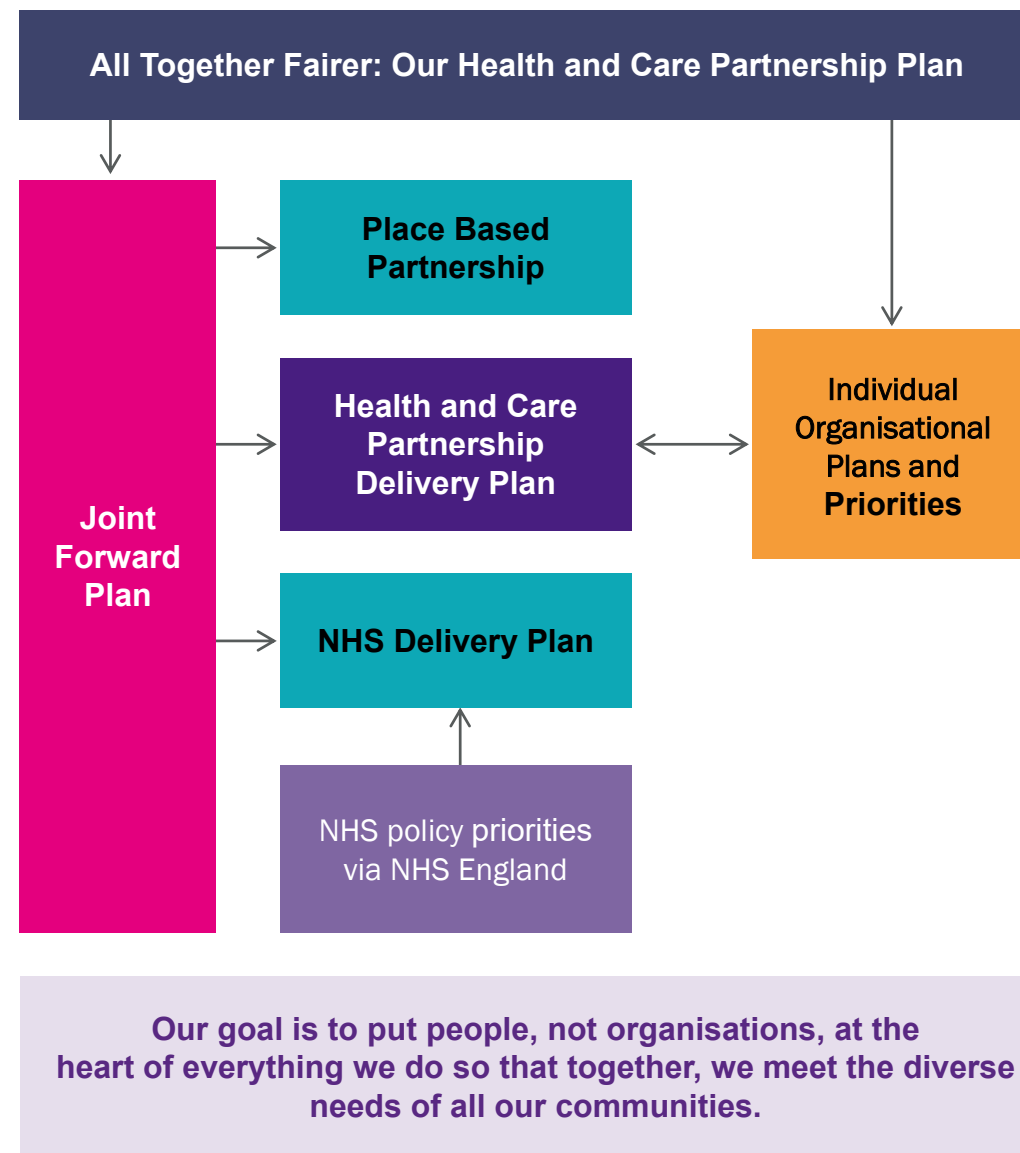 All Together Fairer: Our Health and Care Partnership Plan
Joint
Forward
Plan
Place Based
Partnership
Health and Care
Partnership
Delivery Plan
Individual
Organisational
Plans and
Priorities
NHS Delivery Plan
NHS policy priorities
via NHS England
Our goal is to put people, not organisations, at the
heart of everything we do so that together, we meet the diverse
needs of all our communities.